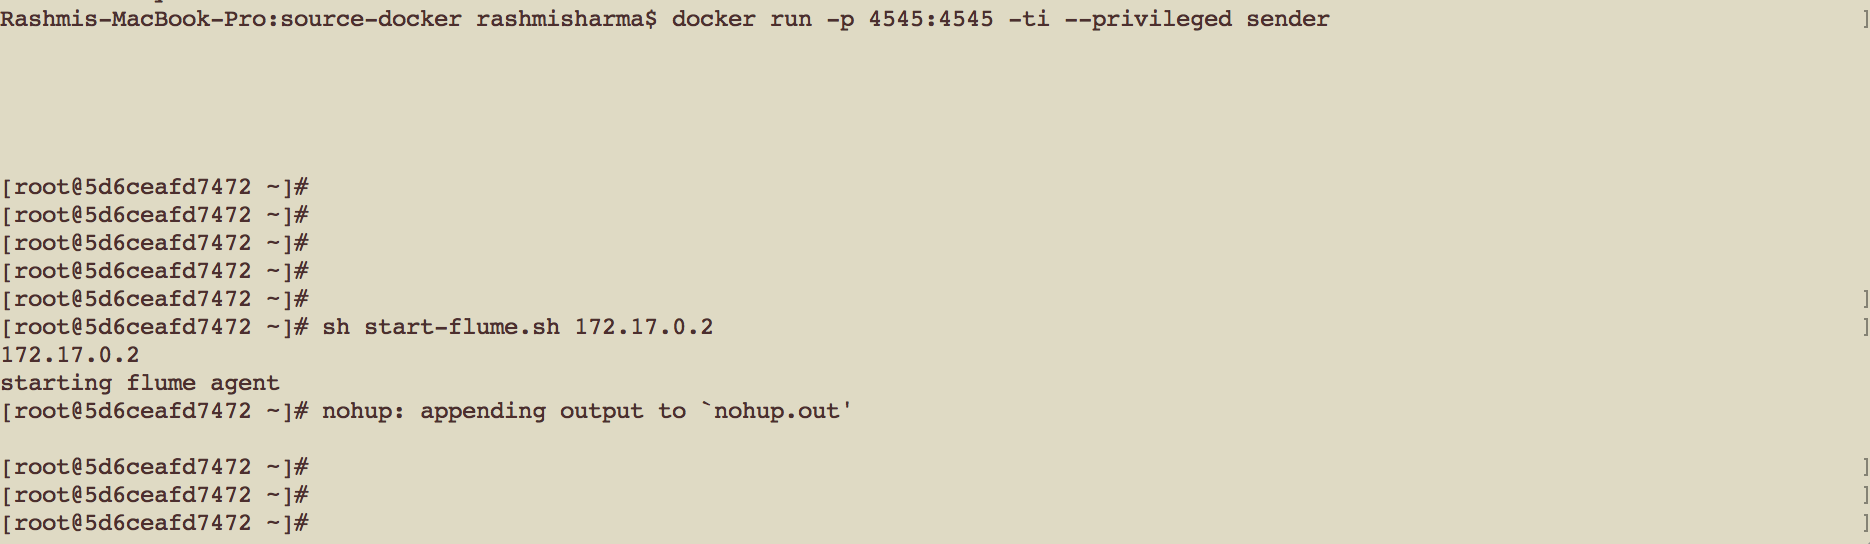 Rashmis-MacBook-Pro:source-docker rashmisharma$ docker run -p 4545:4545 -ti --privileged sender ]
[root@5d6ceafd7472 ~]#
[root@5d6ceafd7472 ~]#
[root@5d6ceafd7472 ~]#
[root@5d6ceafd7472 ~]#
[root@5d6ceafd7472 ~]# ]
[root@5d6ceafd7472 ~]# sh start-flume.sh 172.17.0.2 ]
172.17.0.2
starting flume agent
[root@5d6ceafd7472 ~]# nohup: appending output to `nohup.out'
[root@5d6ceafd7472 ~]# ]
[root@5d6ceafd7472 ~]# ]
[root@5d6ceafd7472 ~]# ]